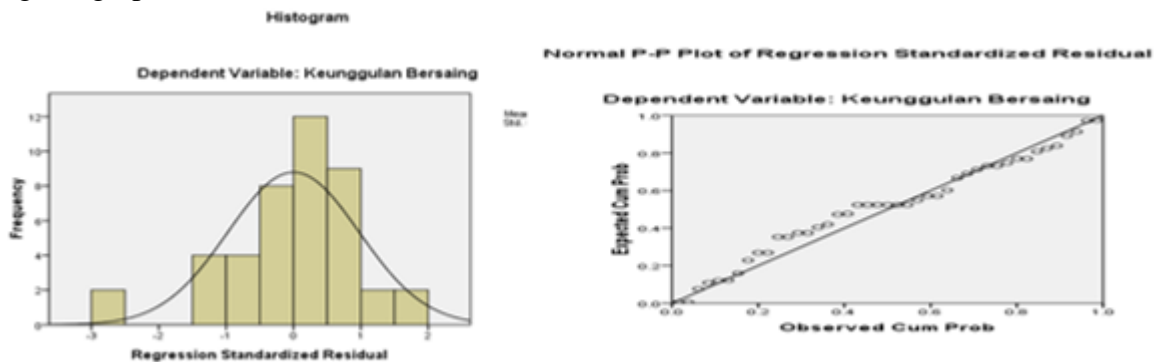 Histogram
Dependent Variable: Keunggulan Bersaing
Frequency
12
10
8
6
4
2
0
-3 -2 -1 0 1 2
Regression Standardized Residual
Normal P-P Plot of Regression Standardized Residual
Dependent Variable: Keunggulan Bersaing
Expected Cum Prob
1.0
0.8
0.6
0.4
0.2
0.0
0.0 0.2 0.4 0.6 0.8 1.0
Observed Cum Prob